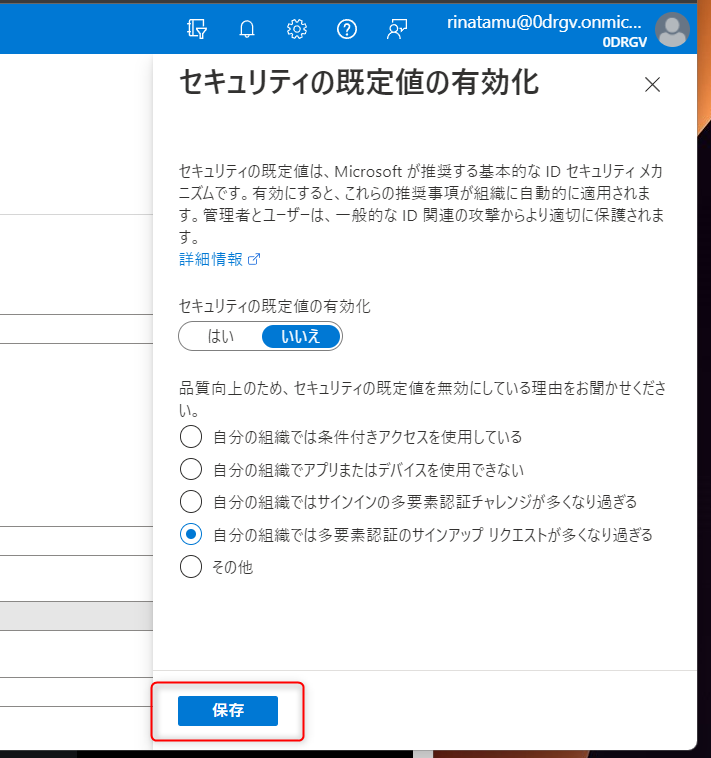 rinatamu@0drgv.onmic...
0DRGV
セキュリティの既定値の有効化
セキュリティの既定値は、Microsoft が推奨する基本的な ID セキュリティ メカ
ニズムです。有効にすると、これらの推奨事項が組織に自動的に適用されま
す。管理者とユーザーは、一般的な ID 関連の攻撃からより適切に保護されま
す。
詳細情報
セキュリティの既定値の有効化
はい いいえ
品質向上のため、セキュリティの既定値を無効にしている理由をお聞かせくださ
い。
自分の組織では条件付きアクセスを使用している
自分の組織でアプリまたはデバイスを使用できない
自分の組織ではサインインの多要素認証チャレンジが多くなり過ぎる
自分の組織では多要素認証のサインアップ リクエストが多くなり過ぎる
その他
保存